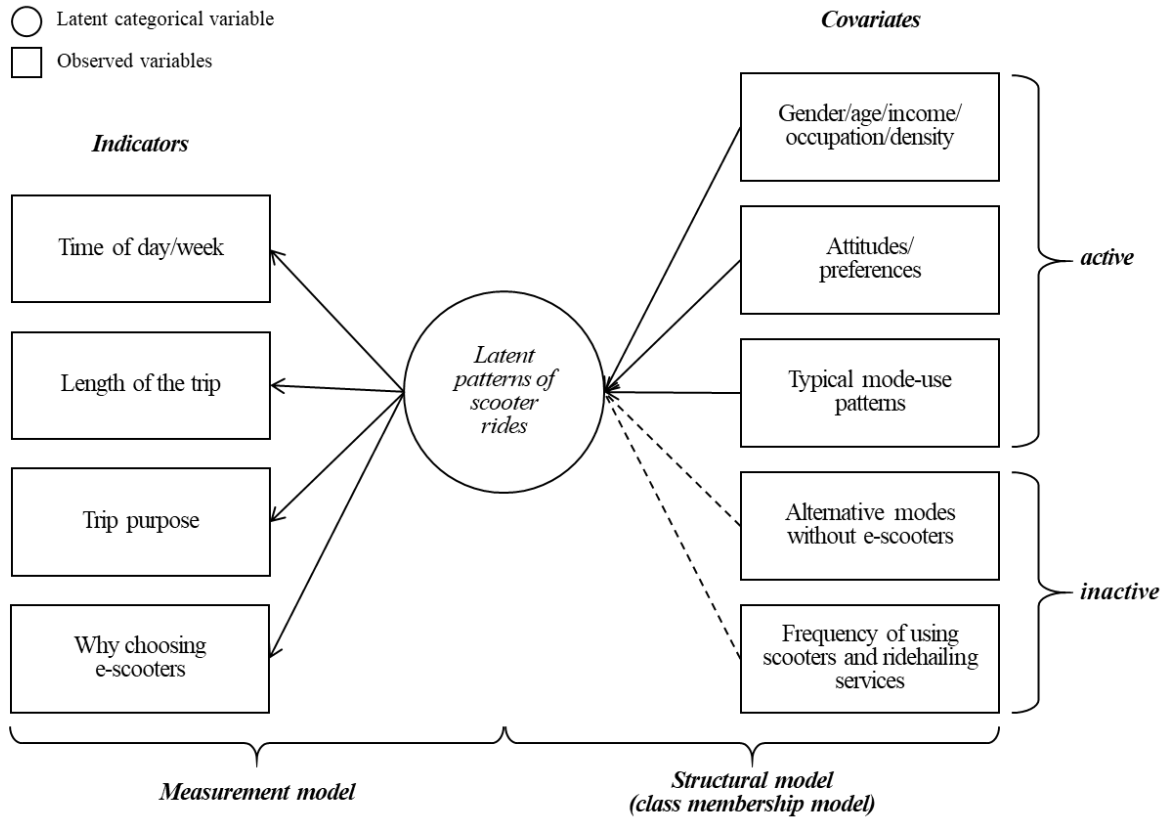 Latent categorical variable
Observed variables
Indicators
Time of day/week
Length of the trip
Trip purpose
Why choosing
e-scooters
Measurement model
Latent
patterns of
scooter
rides
Covariates
Gender/age/income/
occupation/density
Attitudes/
preferences
Typical mode-use
patterns
active
Alternative modes
without e-scooters
Frequency of using
scooters and ridehailing
services
inactive
Structural model
(class membership model)